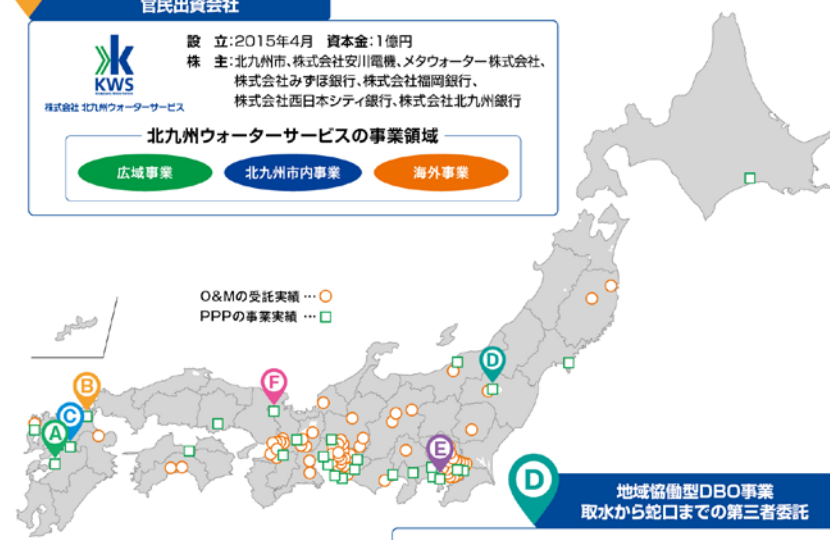 官民出資会社
設 立:2015年4月 資本金:1億円
株 主:北九州市、株式会社安川電機、メタウォーター株式会社、
株式会社みずほ銀行、株式会社福岡銀行、
株式会社西日本シティ銀行、株式会社北九州銀行
KWS
株式会社 北九州ウォーターサービス
北九州ウォーターサービスの事業領域
広域事業
北九州市内事業
海外事業
O&Mの受託実績 …
PPPの事業実績 …
B
C
A
F
D
E
D
地域協働型DBO事業
取水から蛇口までの第三者委託